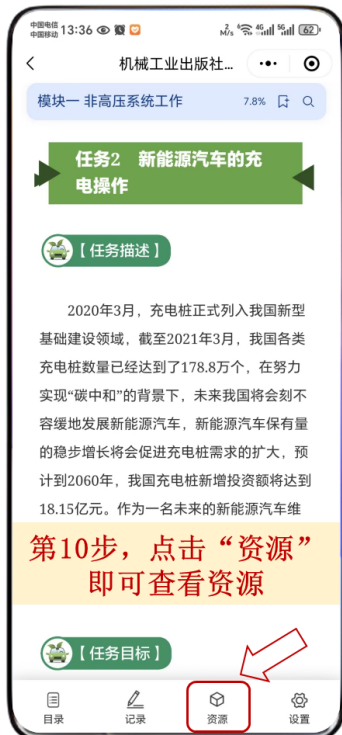 中国电信
中国移动 13:36
2 M/s 4G 5G 62
机械工业出版社...
模块一 非高压系统工作 7.8%
任务2 新能源汽车的充
电操作
【任务描述】
2020年3月，充电桩正式列入我国新型
基础建设领域，截至2021年3月，我国各类
充电桩数量已经达到了178.8万个，在努力
实现“碳中和”的背景下，未来我国将会刻不
容缓地发展新能源汽车，新能源汽车保有量
的稳步增长将会促进充电桩需求的扩大，预
计到2060年，我国充电桩新增投资额将达到
18.15亿元。作为一名未来的新能源汽车维
第10步，点击“资源”
即可查看资源
【任务目标】
目录 记录 资源 设置